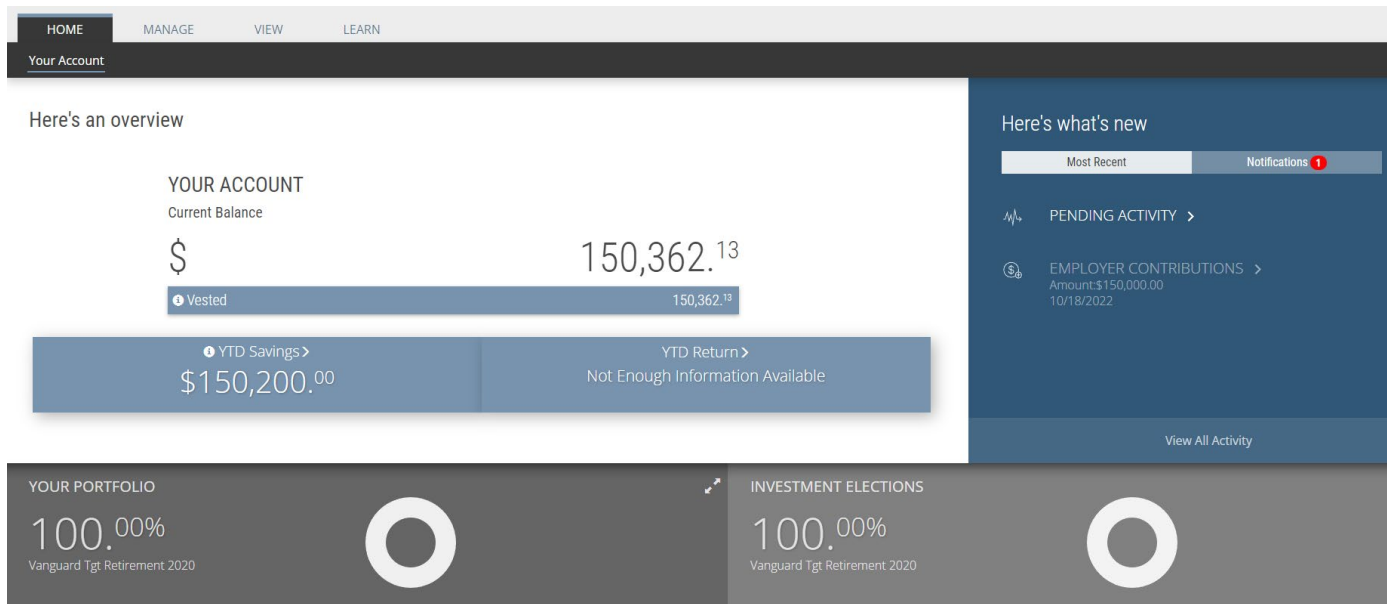 HOME MANAGE VIEW LEARN
Your Account
Here's an overview
YOUR ACCOUNT
Current Balance
$ 150,362.13
Vested 150,362.13
YTD Savings
$150,200.00
YTD Return
Not Enough Information Available
Here's what's new
Most Recent Notifications 1
PENDING ACTIVITY
EMPLOYER CONTRIBUTIONS
Amount:$150,000.00
10/18/2022
View All Activity
YOUR PORTFOLIO
100.00%
Vanguard Tgt Retirement 2020
INVESTMENT ELECTIONS
100.00%
Vanguard Tgt Retirement 2020